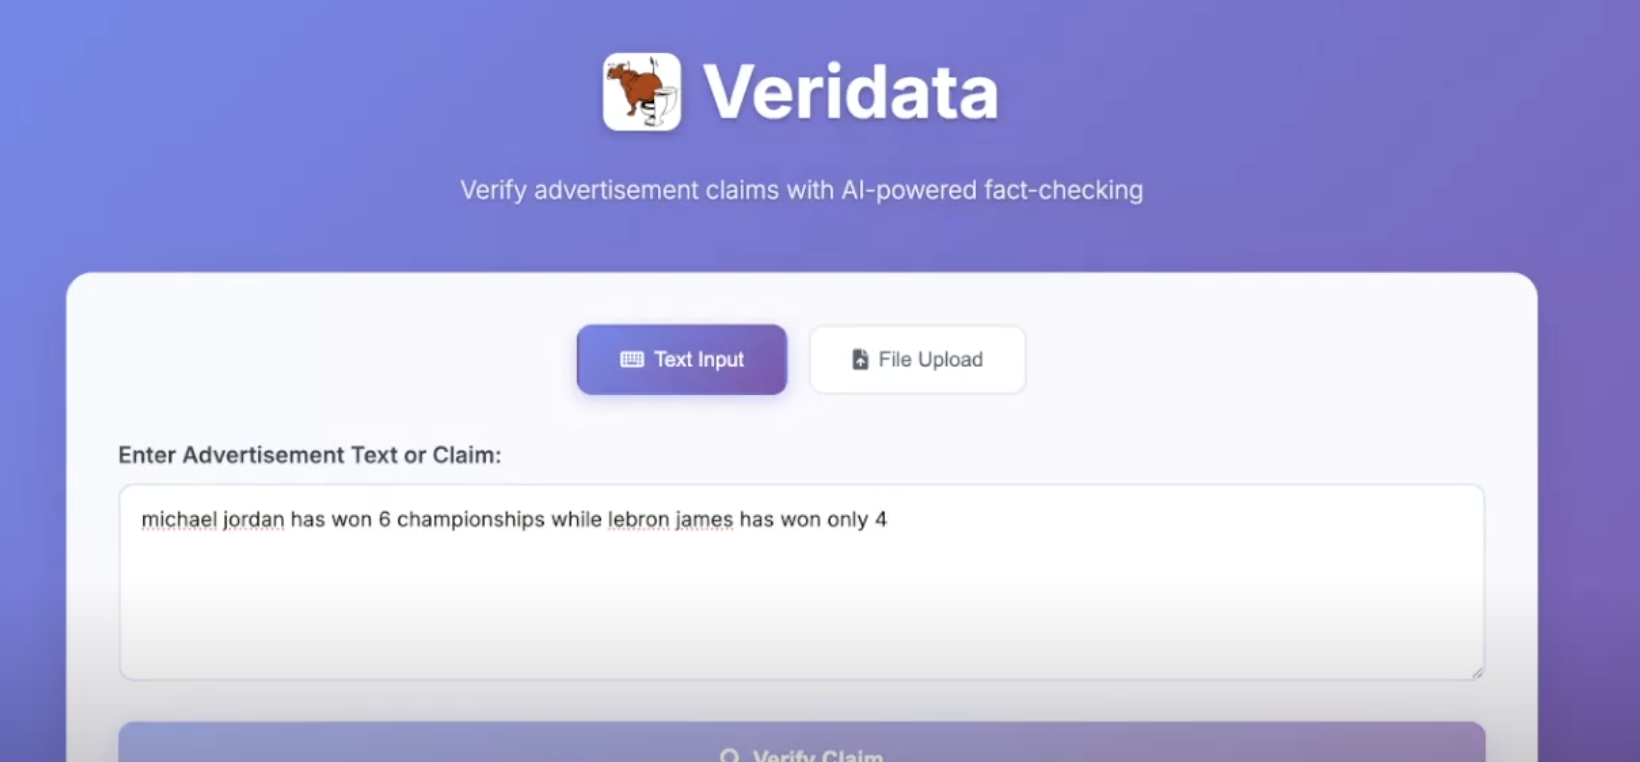 Veridata
Verify advertisement claims with AI-powered fact-checking
Text Input
File Upload
Enter Advertisement Text or Claim:
michael jordan has won 6 championships while lebron james has won only 4
Verify Claim